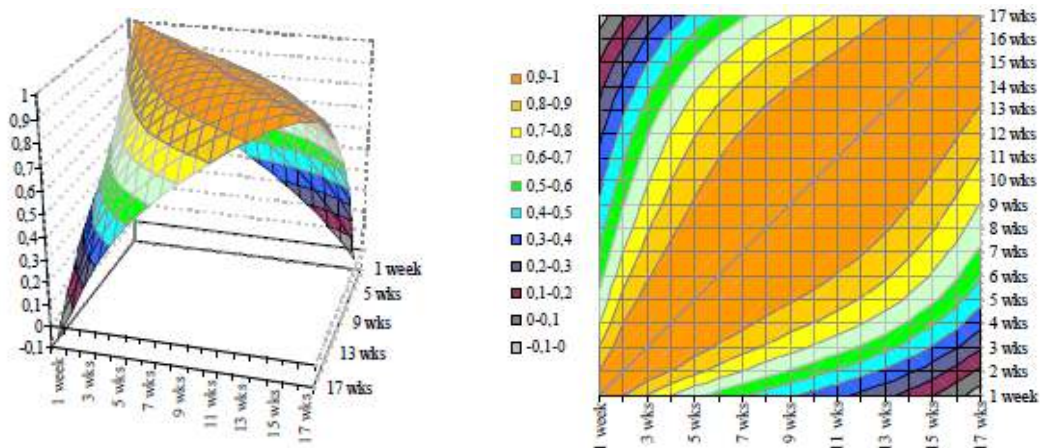 1
0,9
0,8
0,7
0,6
0,5
0,4
0,3
0,2
0,1
0
-0,1
1 week
3 wks
5 wks
7 wks
9 wks
11 wks
13 wks
15 wks
17 wks
1 week
5 wks
9 wks
13 wks
17 wks
0,9-1
0,8-0,9
0,7-0,8
0,6-0,7
0,5-0,6
0,4-0,5
0,3-0,4
0,2-0,3
0,1-0,2
0-0,1
-0,1-0
17 wks
16 wks
15 wks
14 wks
13 wks
12 wks
11 wks
10 wks
9 wks
8 wks
7 wks
6 wks
5 wks
4 wks
3 wks
2 wks
1 week
1 week
3 wks
5 wks
7 wks
9 wks
11 wks
13 wks
15 wks
17 wks